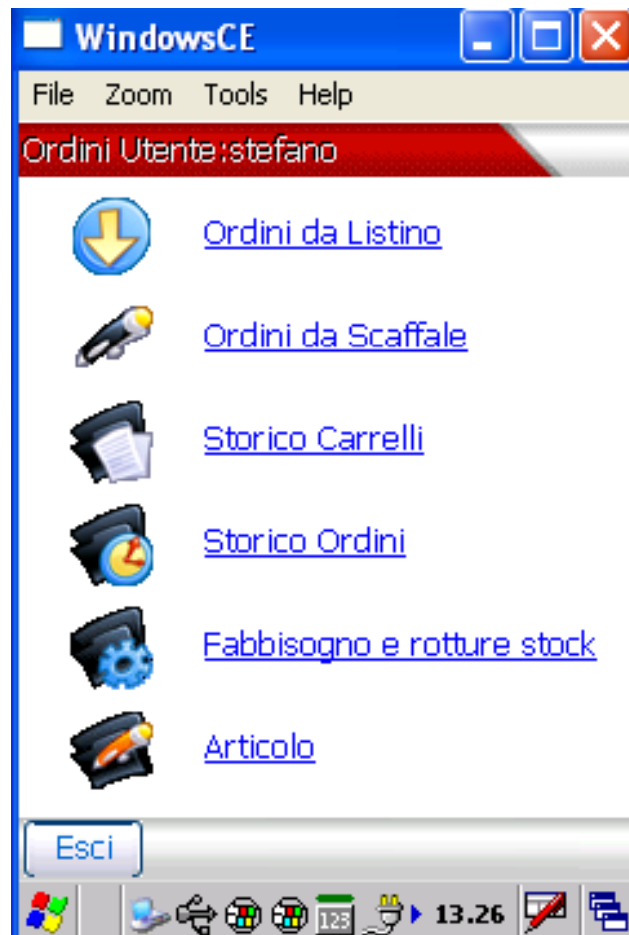 WindowsCE
File Zoom Tools Help
Ordini Utente:stefano
Ordini da Listino
Ordini da Scaffale
Storico Carrelli
Storico Ordini
Fabbisogno e rotture stock
Articolo
Esci
123 13.26